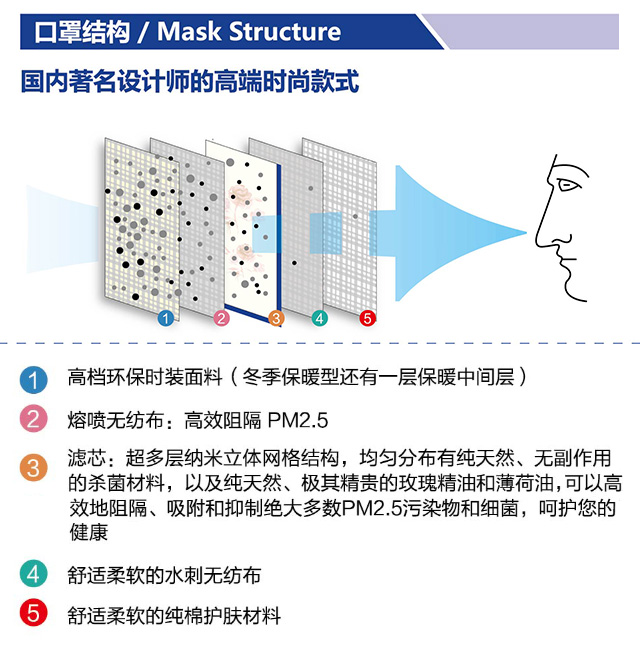 口罩结构 / Mask Structure
国内著名设计师的高端时尚款式
1 2 3 4 5
1 高档环保时装面料（冬季保暖型还有一层保暖中间层）
2 熔喷无纺布：高效阻隔 PM2.5
3 滤芯：超多层纳米立体网格结构，均匀分布有纯天然、无副作用
的杀菌材料，以及纯天然、极其精贵的玫瑰精油和薄荷油，可以高
效地阻隔、吸附和抑制绝大多数PM2.5污染物和细菌，呵护您的
健康
4 舒适柔软的水刺无纺布
5 舒适柔软的纯棉护肤材料